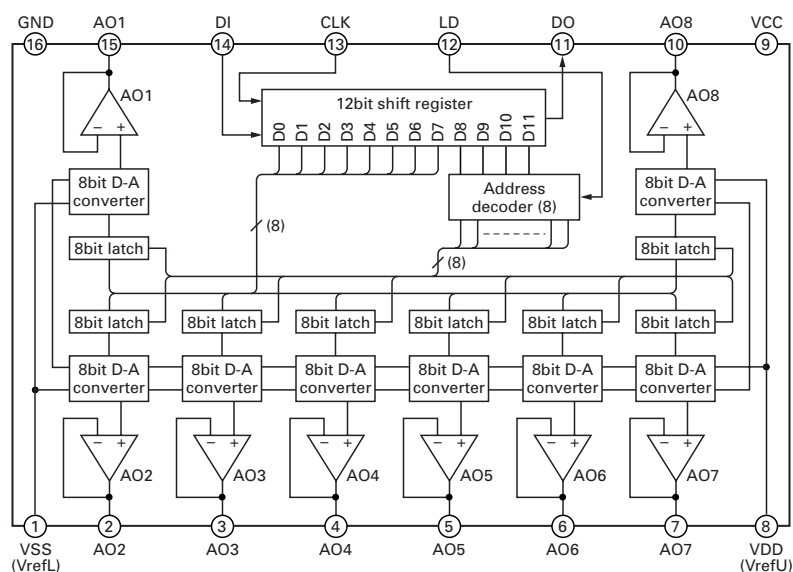 GND AO1 DI CLK LD DO AO8 VCC
16 15 14 13 12 11 10 9
AO1 AO8
− + − +
12bit shift register
D0 D1 D2 D3 D4 D5 D6 D7 D8 D9 D10 D11
8bit D-A converter
Address decoder (8)
8bit D-A converter
(8)
8bit latch 8bit latch
(8)
8bit latch 8bit latch 8bit latch 8bit latch 8bit latch 8bit latch
8bit D-A 8bit D-A 8bit D-A 8bit D-A 8bit D-A 8bit D-A
converter converter converter converter converter converter
− + − + − + − + − + − +
AO2 AO3 AO4 AO5 AO6 AO7
1 2 3 4 5 6 7 8
VSS AO2 AO3 AO4 AO5 AO6 AO7 VDD
(VrefL) (VrefU)